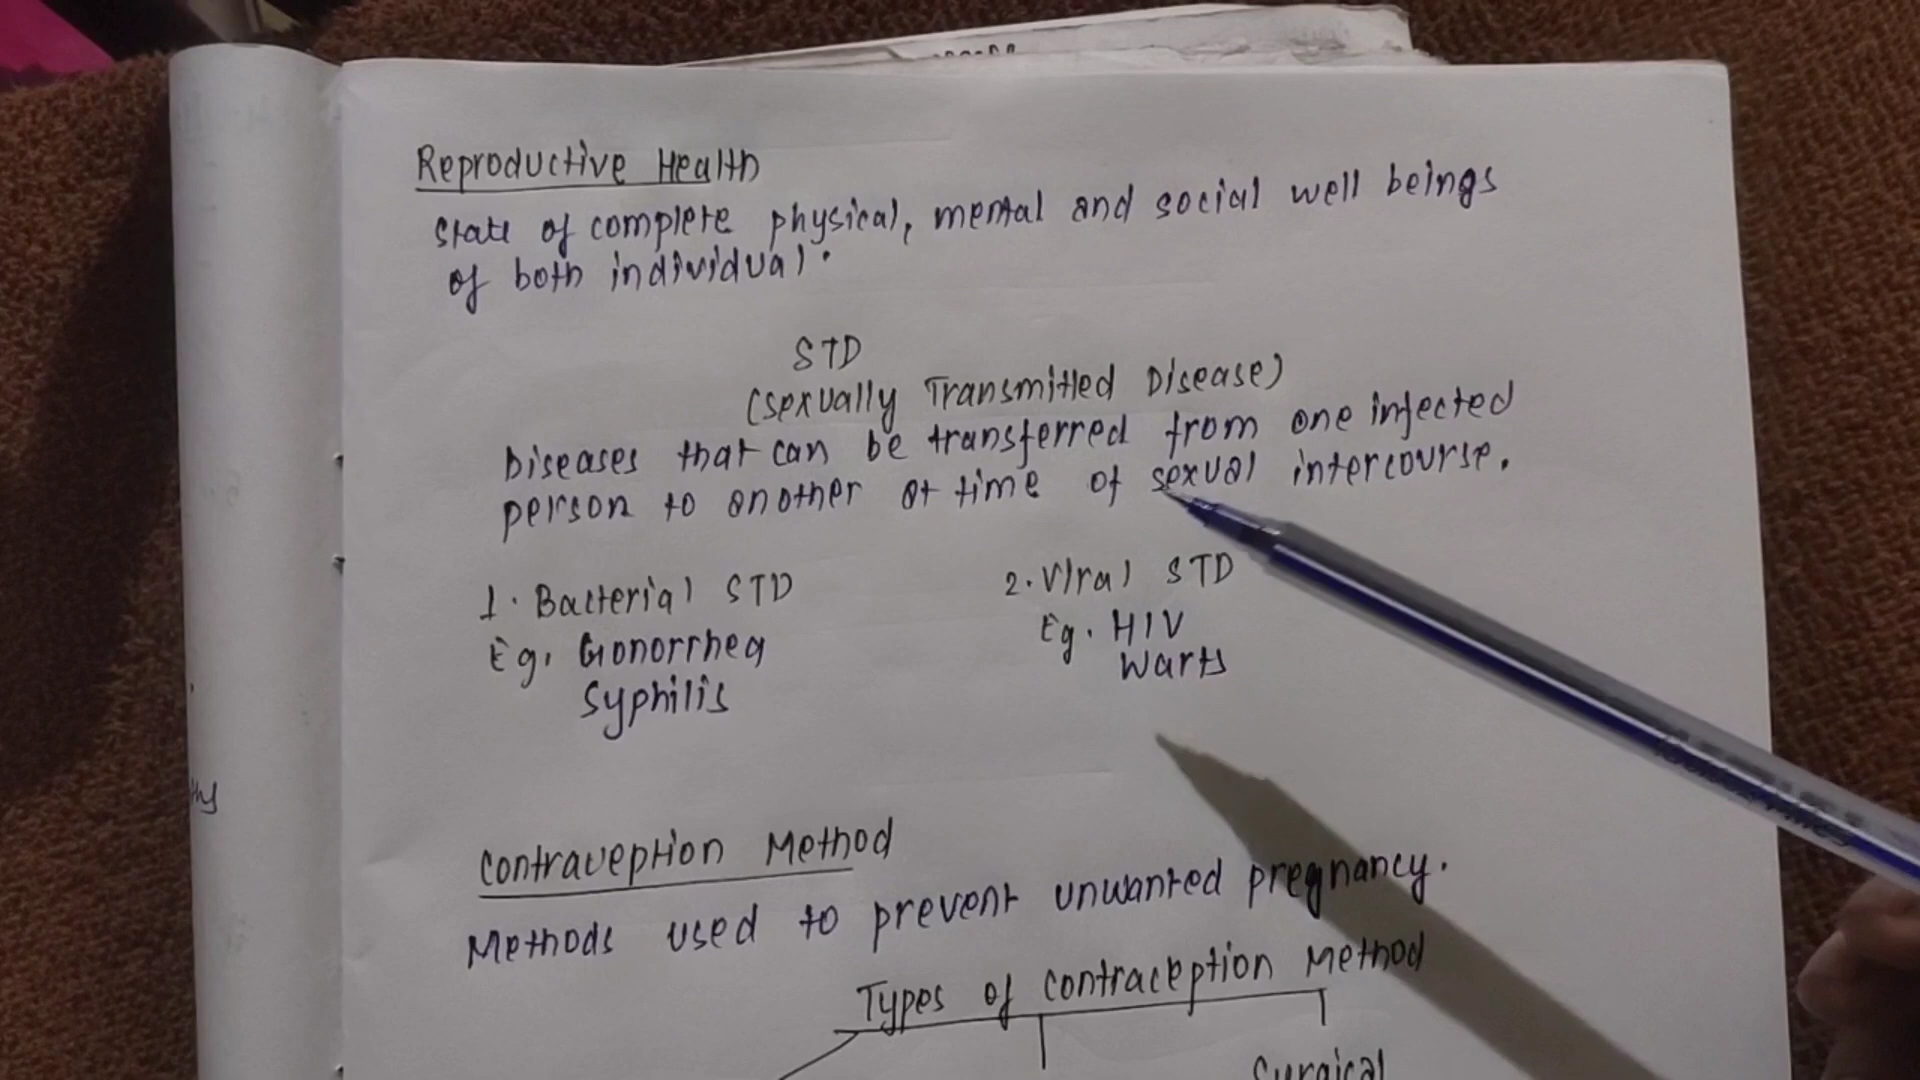 Reproductive Health
State of complete physical, mental and social well beings
of both individual.
STD
(Sexually Transmitted Disease)
Diseases that can be transferred from one infected
person to another at time of sexual intercourse.
1. Bacterial STD
Eg. Gonorrhea
Syphilis
2. Viral STD
Eg. HIV
Warts
Contraception Method
Methods used to prevent unwanted pregnancy.
Types of contraception Method
Surgical